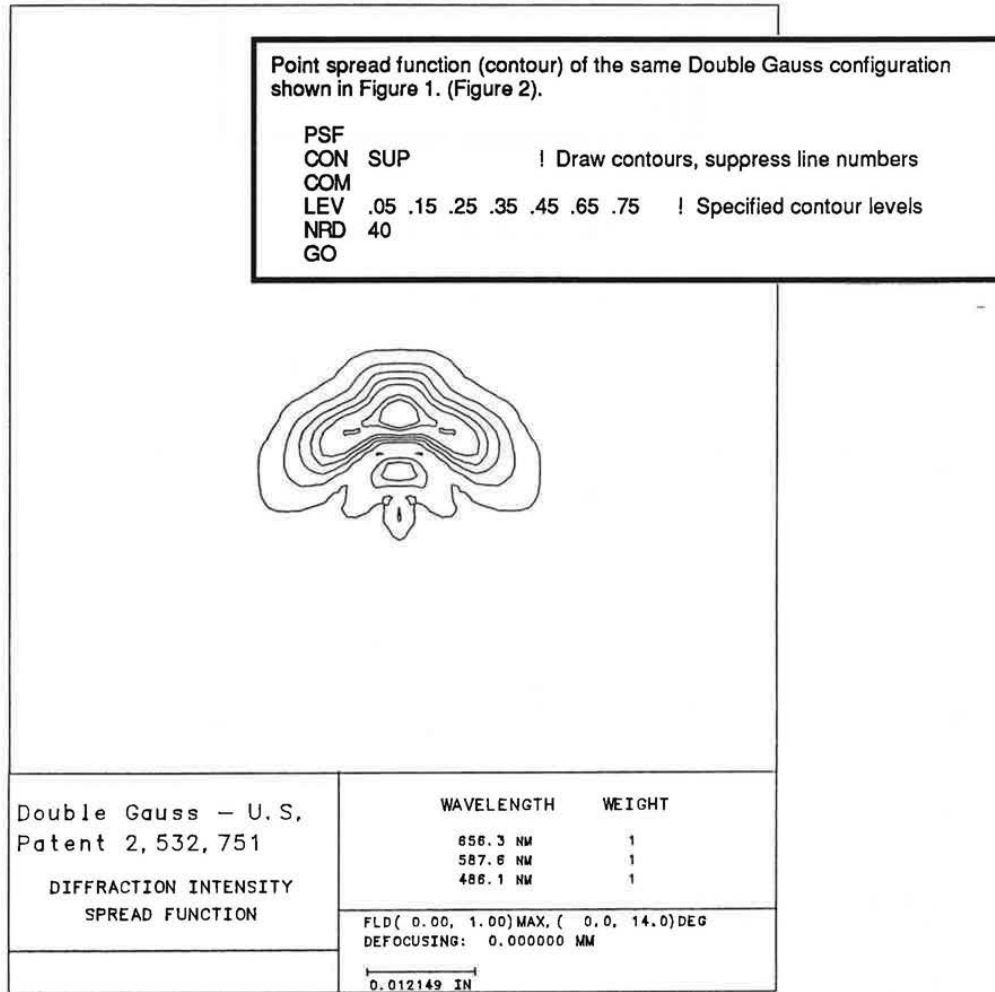 Point spread function (contour) of the same Double Gauss configuration
shown in Figure 1. (Figure 2).
PSF
CON SUP ! Draw contours, suppress line numbers
COM
LEV .05 .15 .25 .35 .45 .65 .75 ! Specified contour levels
NRD 40
GO
Double Gauss – U.S,
Patent 2,532,751
DIFFRACTION INTENSITY
SPREAD FUNCTION
WAVELENGTH WEIGHT
656.3 NM 1
587.6 NM 1
486.1 NM 1
FLD( 0.00, 1.00)MAX, ( 0.0, 14.0)DEG
DEFOCUSING: 0.000000 MM
0.012149 IN